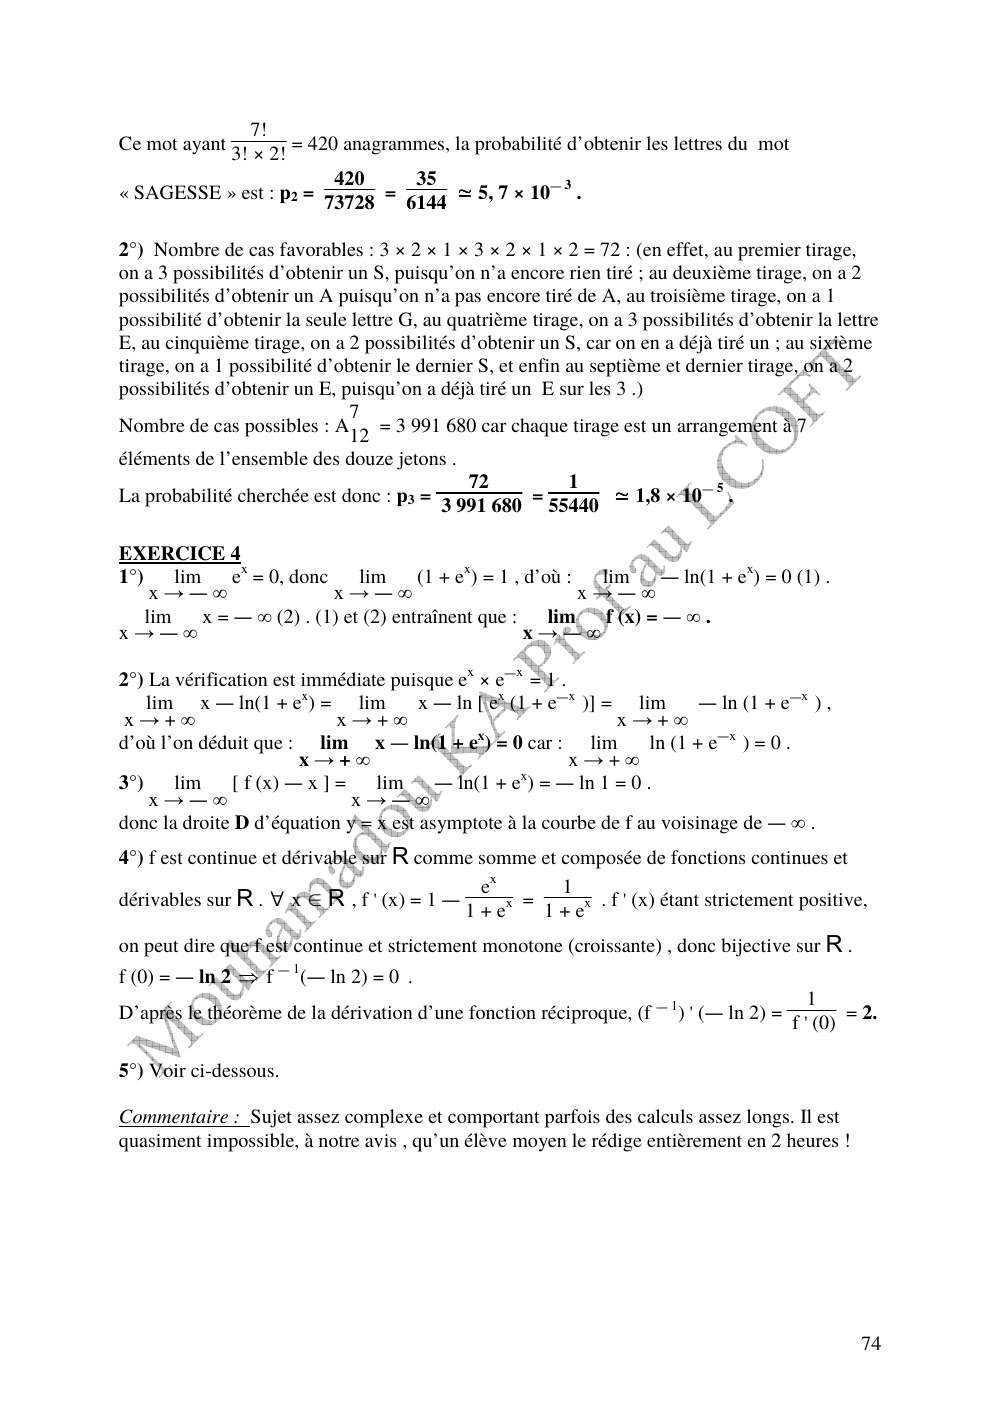 Ce mot ayant 7! / (3! × 2!) = 420 anagrammes, la probabilité d’obtenir les lettres du mot
« SAGESSE » est : p2 = 420 / 73728 = 35 / 6144 ≃ 5, 7 × 10^— 3 .
2°) Nombre de cas favorables : 3 × 2 × 1 × 3 × 2 × 1 × 2 = 72 : (en effet, au premier tirage,
on a 3 possibilités d’obtenir un S, puisqu’on n’a encore rien tiré ; au deuxième tirage, on a 2
possibilités d’obtenir un A puisqu’on n’a pas encore tiré de A, au troisième tirage, on a 1
possibilité d’obtenir la seule lettre G, au quatrième tirage, on a 3 possibilités d’obtenir la lettre
E, au cinquième tirage, on a 2 possibilités d’obtenir un S, car on en a déjà tiré un ; au sixième
tirage, on a 1 possibilité d’obtenir le dernier S, et enfin au septième et dernier tirage, on a 2
possibilités d’obtenir un E, puisqu’on a déjà tiré un E sur les 3 .)
Nombre de cas possibles : A^7_12 = 3 991 680 car chaque tirage est un arrangement à 7
éléments de l’ensemble des douze jetons .
La probabilité cherchée est donc : p3 = 72 / 3 991 680 = 1 / 55440 ≃ 1,8 × 10^— 5 .
EXERCICE 4
1°) lim e^x = 0, donc lim (1 + e^x) = 1 , d’où : lim — ln(1 + e^x) = 0 (1) .
x → — ∞ x → — ∞ x → — ∞
lim x = — ∞ (2) . (1) et (2) entraînent que : lim f (x) = — ∞ .
x → — ∞ x → — ∞
2°) La vérification est immédiate puisque e^x × e^—x = 1 .
lim x — ln(1 + e^x) = lim x — ln [ e^x (1 + e^—x )] = lim — ln (1 + e^—x ) ,
x → + ∞ x → + ∞ x → + ∞
d’où l’on déduit que : lim x — ln(1 + e^x) = 0 car : lim ln (1 + e^—x ) = 0 .
x → + ∞ x → + ∞
3°) lim [ f (x) — x ] = lim — ln(1 + e^x) = — ln 1 = 0 .
x → — ∞ x → — ∞
donc la droite D d’équation y = x est asymptote à la courbe de f au voisinage de — ∞ .
4°) f est continue et dérivable sur R comme somme et composée de fonctions continues et
dérivables sur R . ∀ x ∈ R , f ' (x) = 1 — e^x / (1 + e^x) = 1 / (1 + e^x) . f ' (x) étant strictement positive,
on peut dire que f est continue et strictement monotone (croissante) , donc bijective sur R .
f (0) = — ln 2 ⇒ f^— 1(— ln 2) = 0 .
D’après le théorème de la dérivation d’une fonction réciproque, (f^— 1) ' (— ln 2) = 1 / f ' (0) = 2.
5°) Voir ci-dessous.
Commentaire : Sujet assez complexe et comportant parfois des calculs assez longs. Il est
quasiment impossible, à notre avis , qu’un élève moyen le rédige entièrement en 2 heures !
Mouhamadou KA Prof au LCOFT
74